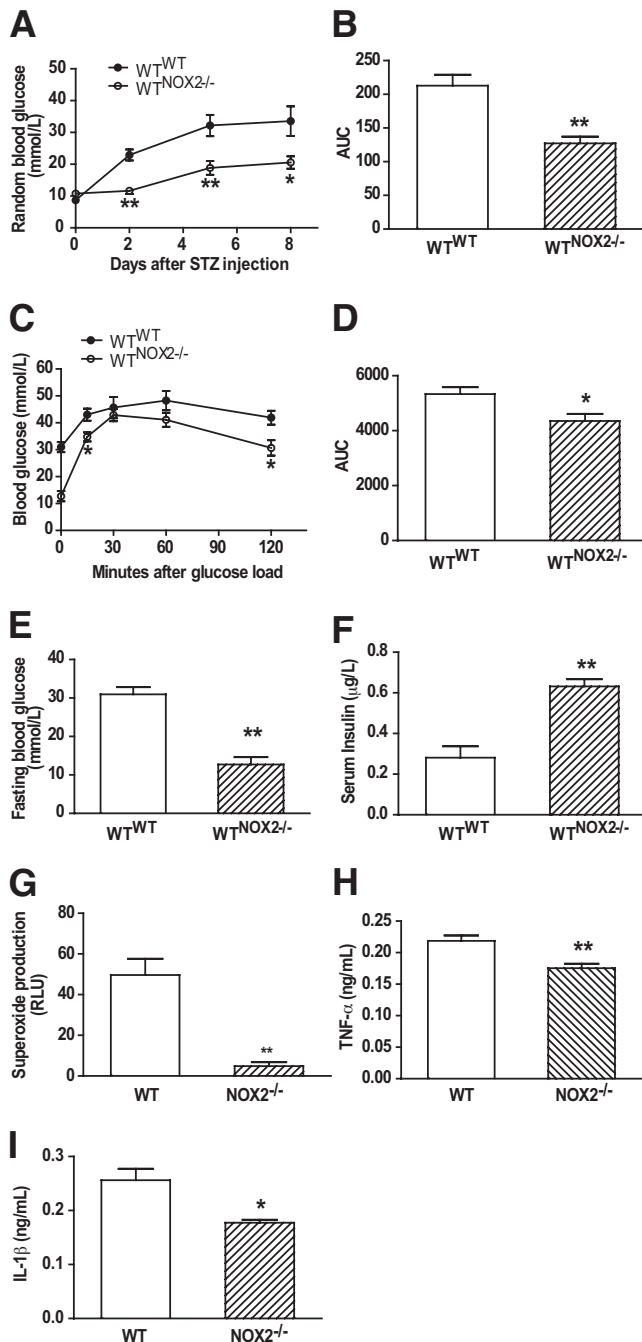 A
WT^WT
WT^NOX2-/-
Random blood glucose
(mmol/L)
50
40
30
20
10
0
**
**
*
0 2 4 6 8
Days after STZ injection
B
AUC
250
200
150
100
50
0
**
WT^WT WT^NOX2-/-
C
WT^WT
WT^NOX2-/-
Blood glucose (mmol/L)
60
50
40
30
20
10
0
*
*
0 30 60 90 120
Minutes after glucose load
D
AUC
6000
4000
2000
0
*
WT^WT WT^NOX2-/-
E
Fasting blood glucose
(mmol/L)
40
30
20
10
0
**
WT^WT WT^NOX2-/-
F
Serum Insulin (μg/L)
0.8
0.6
0.4
0.2
0.0
**
WT^WT WT^NOX2-/-
G
Superoxide production
(RLU)
80
60
40
20
0
**
WT NOX2^-/-
H
TNF-α (ng/mL)
0.25
0.20
0.15
0.10
0.05
0.00
**
WT NOX2^-/-
I
IL-1β (ng/mL)
0.3
0.2
0.1
0.0
*
WT NOX2^-/-